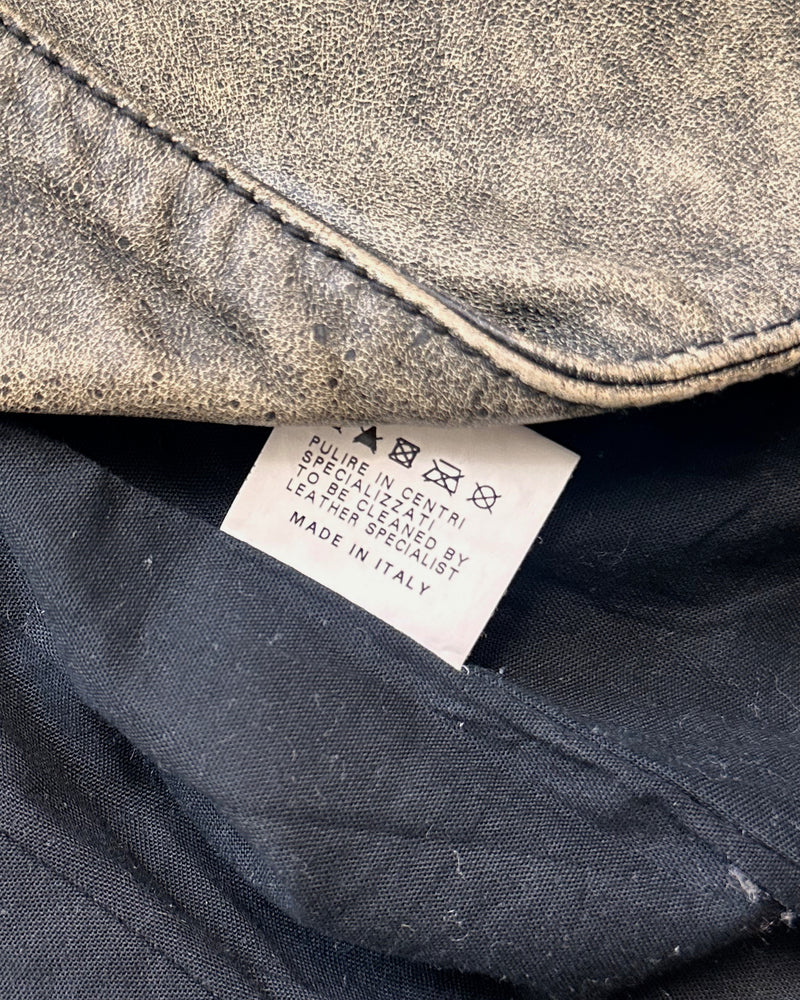 PULIRE IN CENTRI
SPECIALIZZATI
TO BE CLEANED BY
LEATHER SPECIALIST
MADE IN ITALY